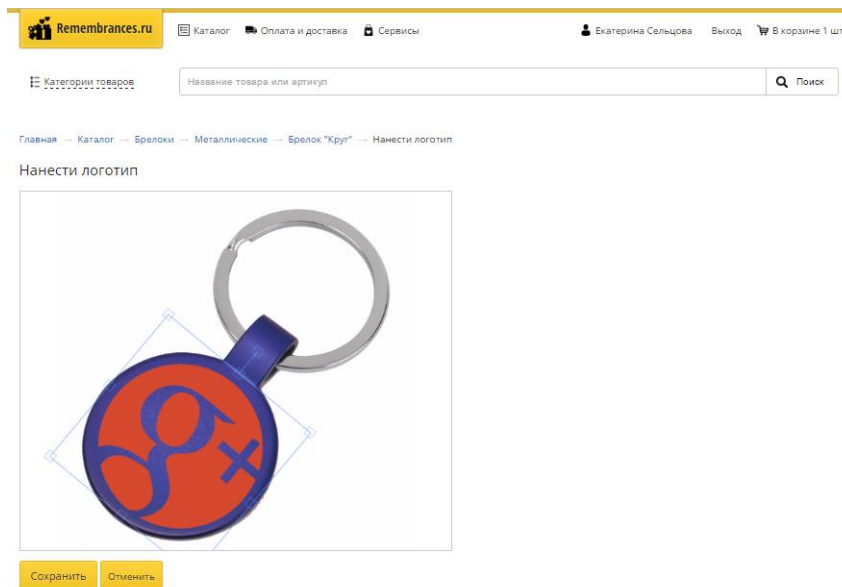 Remembrances.ru Каталог Оплата и доставка Сервисы Екатерина Сельцова Выход В корзине 1 шт
Категории товаров Название товара или артикул Поиск
Главная → Каталог → Брелоки → Металлические → Брелок "Круг" → Нанести логотип
Нанести логотип
g+
Сохранить Отменить